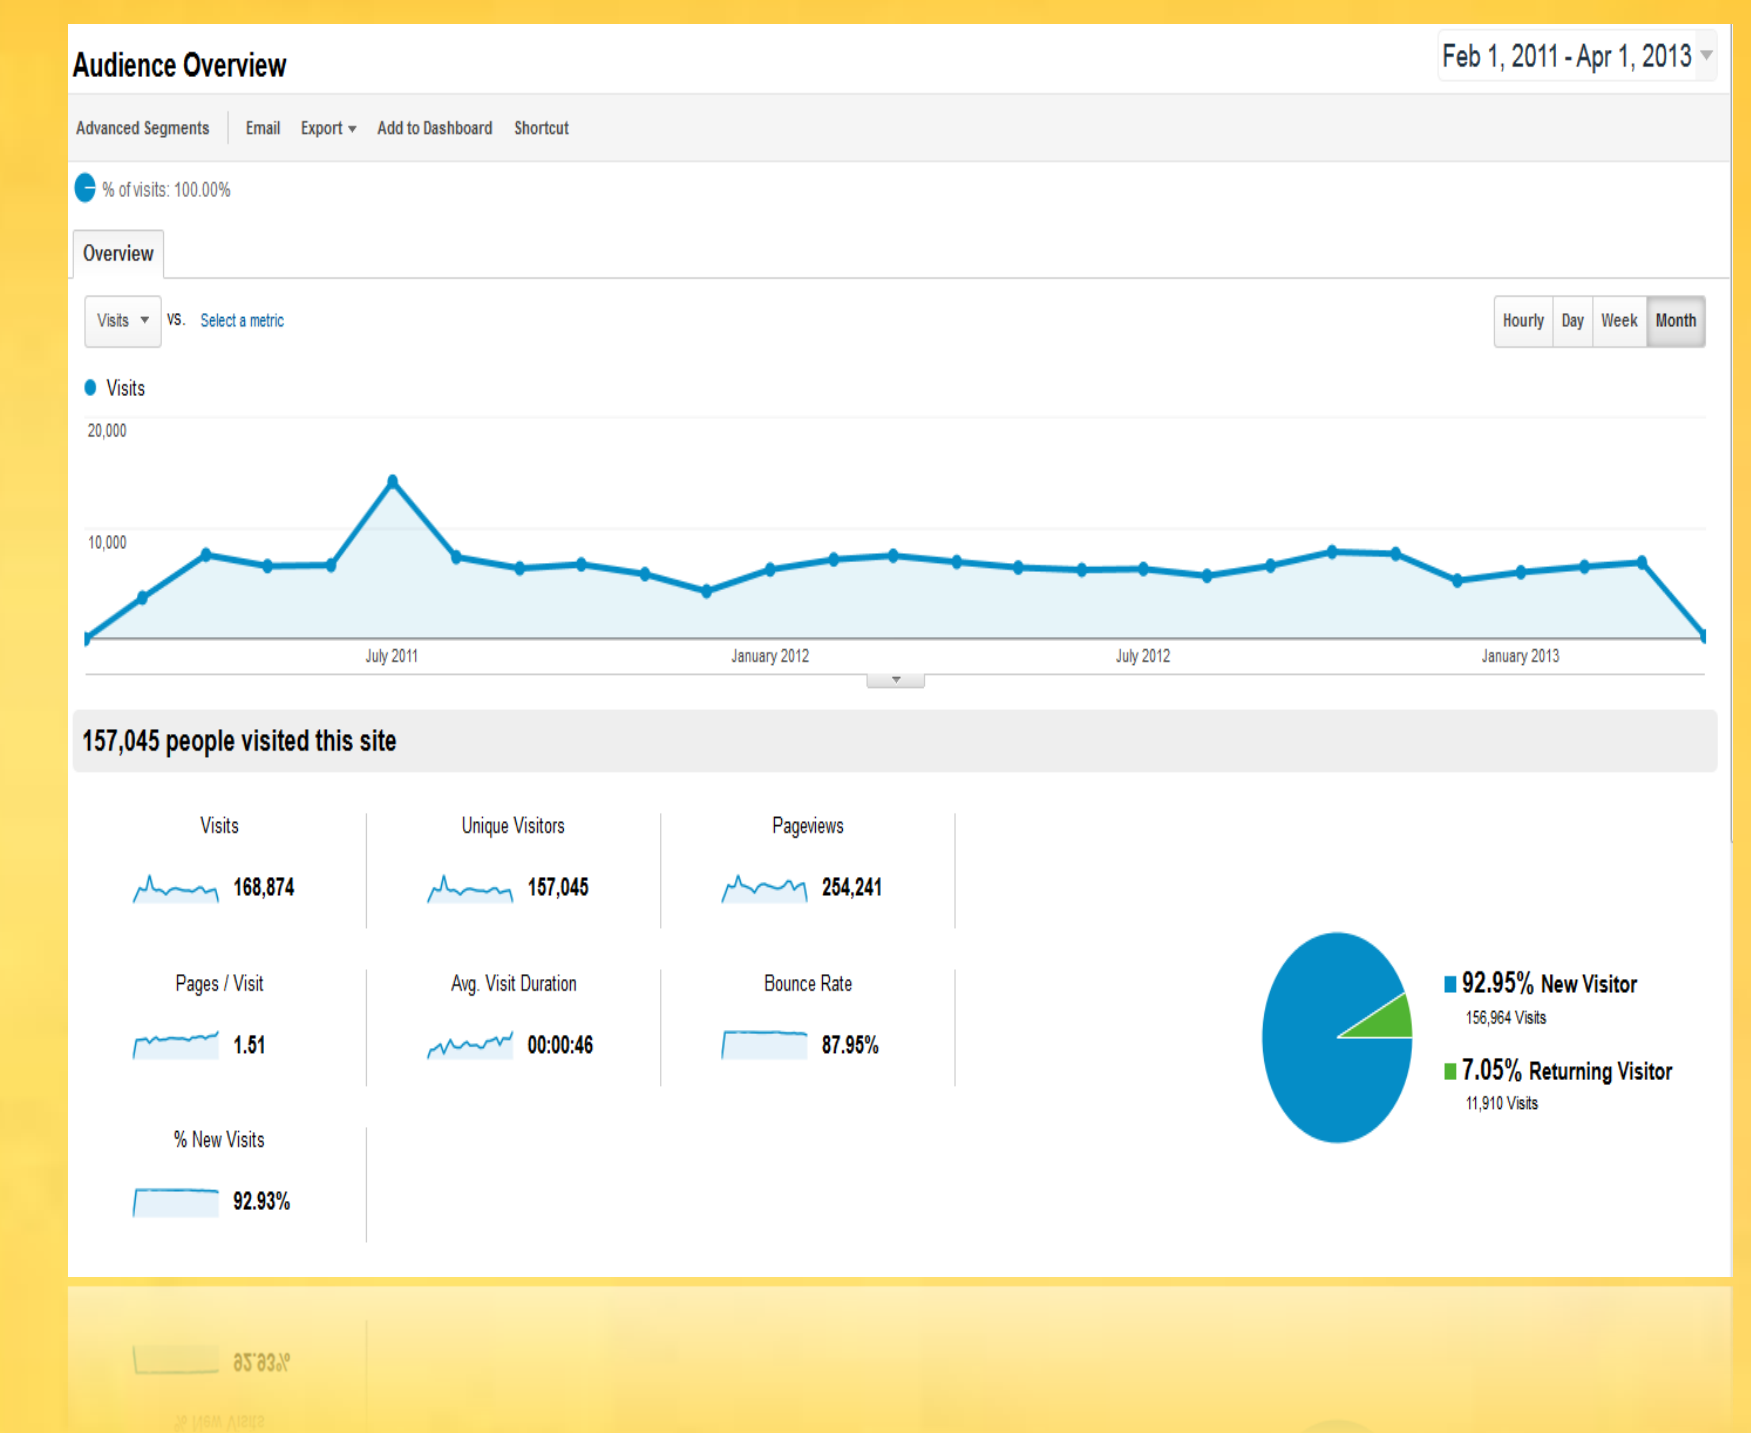 Audience Overview
Feb 1, 2011 - Apr 1, 2013
Advanced Segments Email Export Add to Dashboard Shortcut
% of visits: 100.00%
Overview
Visits VS. Select a metric
Hourly Day Week Month
Visits
20,000
10,000
July 2011 January 2012 July 2012 January 2013
157,045 people visited this site
Visits Unique Visitors Pageviews
168,874 157,045 254,241
Pages / Visit Avg. Visit Duration Bounce Rate
1.51 00:00:46 87.95%
% New Visits
92.93%
92.95% New Visitor
156,964 Visits
7.05% Returning Visitor
11,910 Visits
92.93%
% New Visits